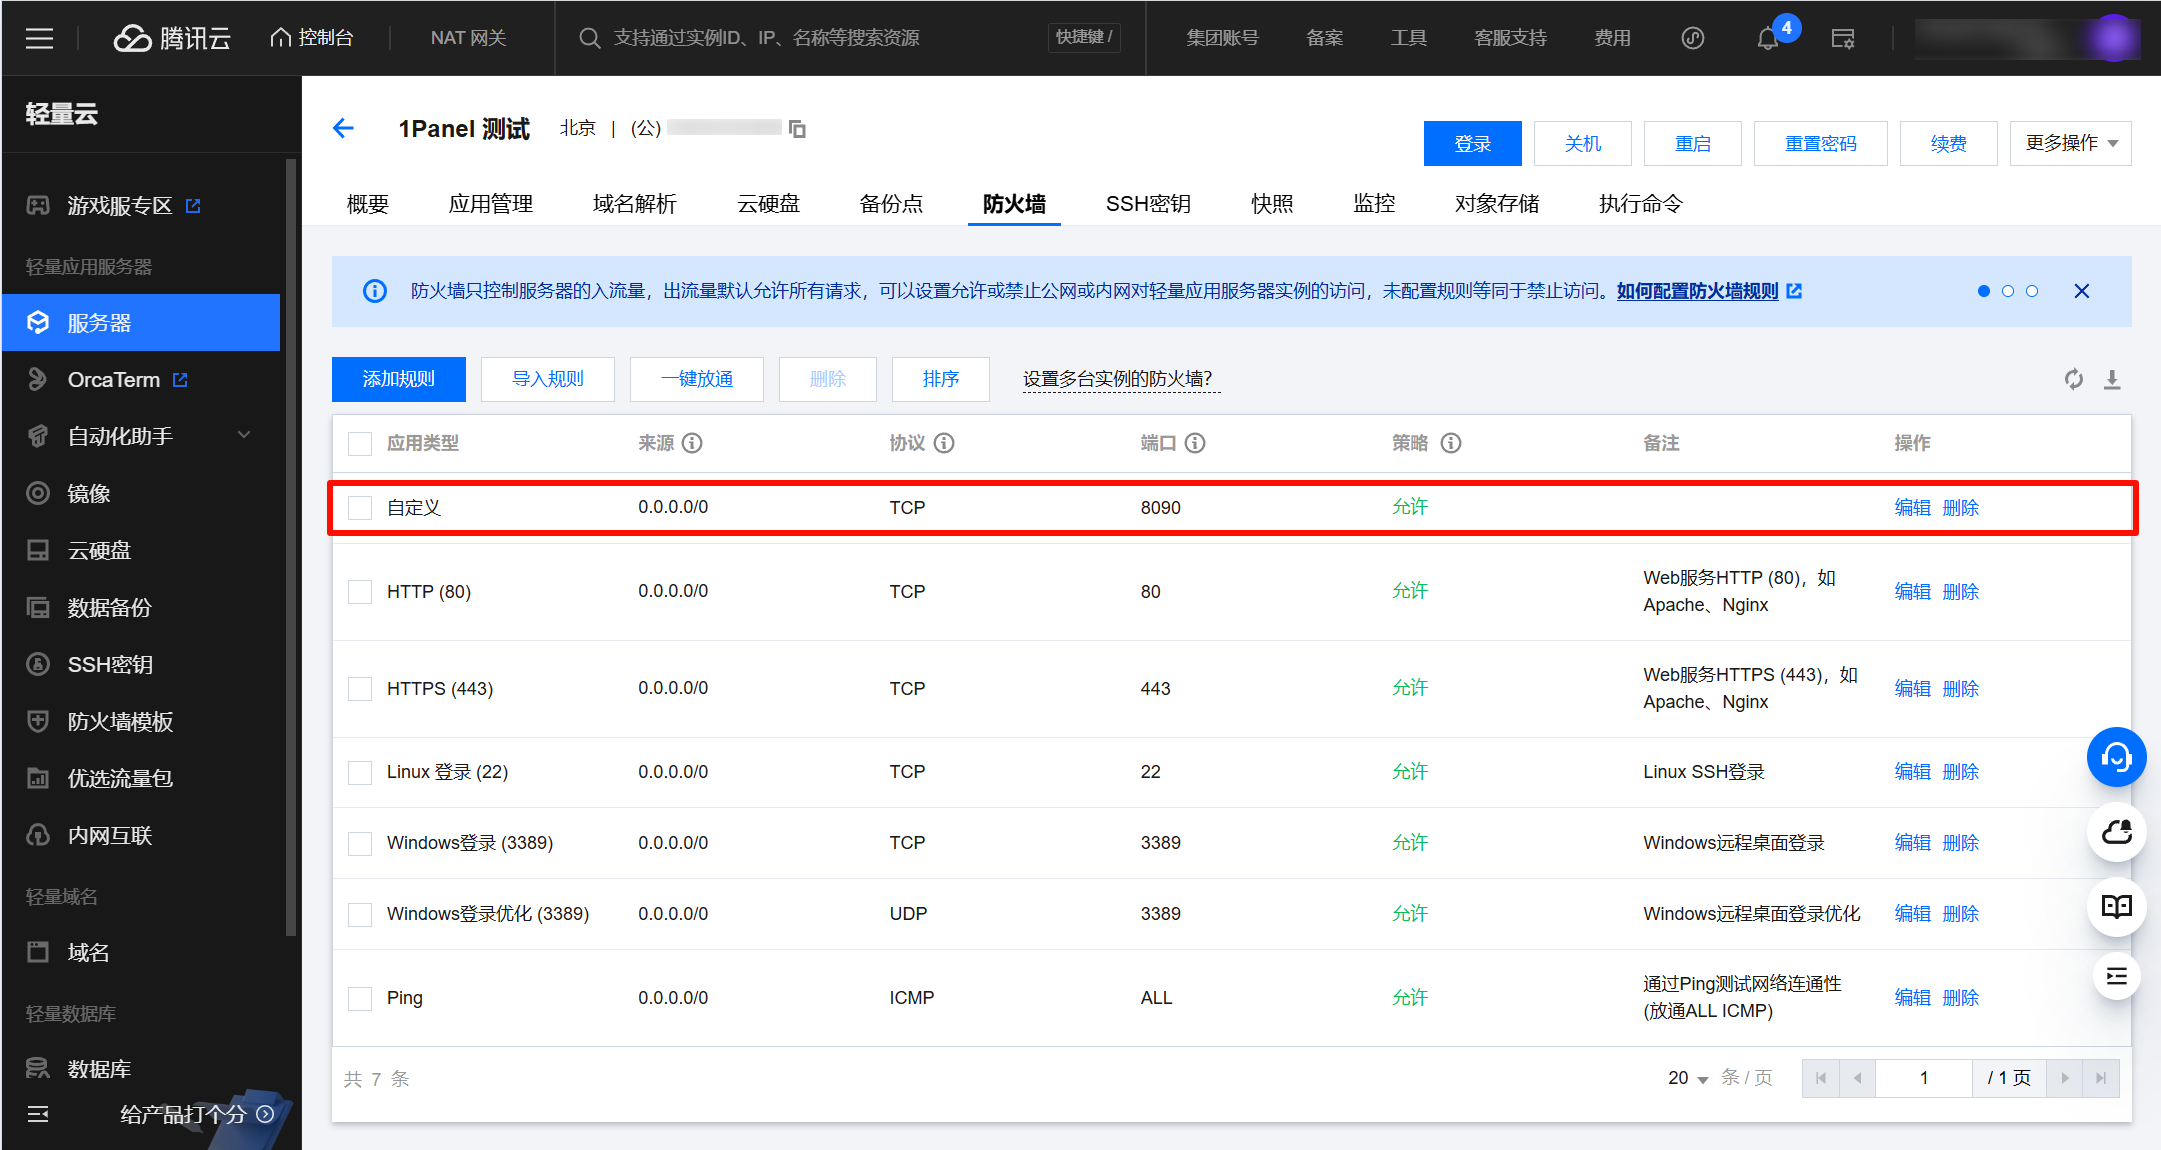 腾讯云
控制台
NAT 网关
支持通过实例ID、IP、名称等搜索资源
快捷键 /
集团账号
备案
工具
客服支持
费用
4
轻量云
游戏服专区
轻量应用服务器
服务器
OrcaTerm
自动化助手
镜像
云硬盘
数据备份
SSH密钥
防火墙模板
优选流量包
内网互联
轻量域名
域名
轻量数据库
数据库
给产品打个分
1Panel 测试 北京 | (公)
登录 关机 重启 重置密码 续费 更多操作
概要 应用管理 域名解析 云硬盘 备份点 防火墙 SSH密钥 快照 监控 对象存储 执行命令
防火墙只控制服务器的入流量，出流量默认允许所有请求，可以设置允许或禁止公网或内网对轻量应用服务器实例的访问，未配置规则等同于禁止访问。如何配置防火墙规则
添加规则 导入规则 一键放通 删除 排序 设置多台实例的防火墙?
应用类型 来源 协议 端口 策略 备注 操作
自定义 0.0.0.0/0 TCP 8090 允许 编辑 删除
HTTP (80) 0.0.0.0/0 TCP 80 允许 Web服务HTTP (80)，如
Apache、Nginx 编辑 删除
HTTPS (443) 0.0.0.0/0 TCP 443 允许 Web服务HTTPS (443)，如
Apache、Nginx 编辑 删除
Linux 登录 (22) 0.0.0.0/0 TCP 22 允许 Linux SSH登录 编辑 删除
Windows登录 (3389) 0.0.0.0/0 TCP 3389 允许 Windows远程桌面登录 编辑 删除
Windows登录优化 (3389) 0.0.0.0/0 UDP 3389 允许 Windows远程桌面登录优化 编辑 删除
Ping 0.0.0.0/0 ICMP ALL 允许 通过Ping测试网络连通性
(放通ALL ICMP) 编辑 删除
共 7 条
20 条 / 页 1 / 1 页